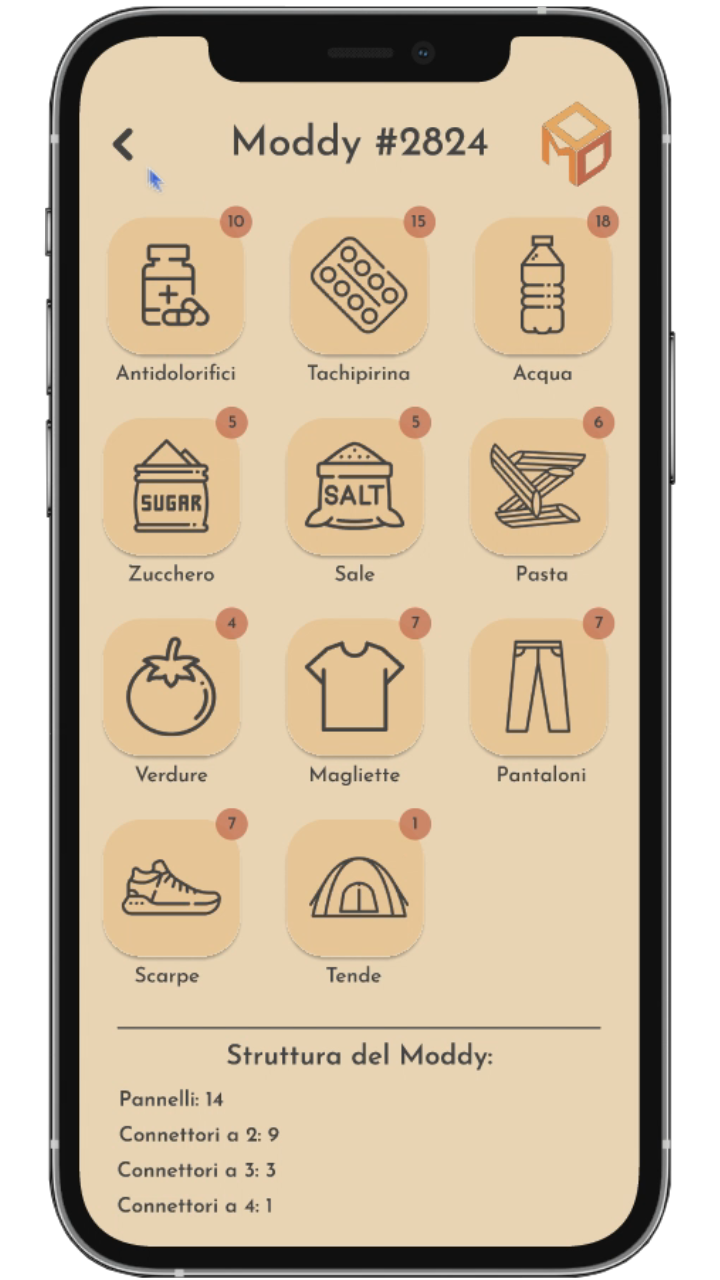 Moddy #2824
MD
10
15
18
Antidolorifici
Tachipirina
Acqua
5
5
6
SUGAR
SALT
Zucchero
Sale
Pasta
4
7
7
Verdure
Magliette
Pantaloni
7
1
Scarpe
Tende
Struttura del Moddy:
Pannelli: 14
Connettori a 2: 9
Connettori a 3: 3
Connettori a 4: 1